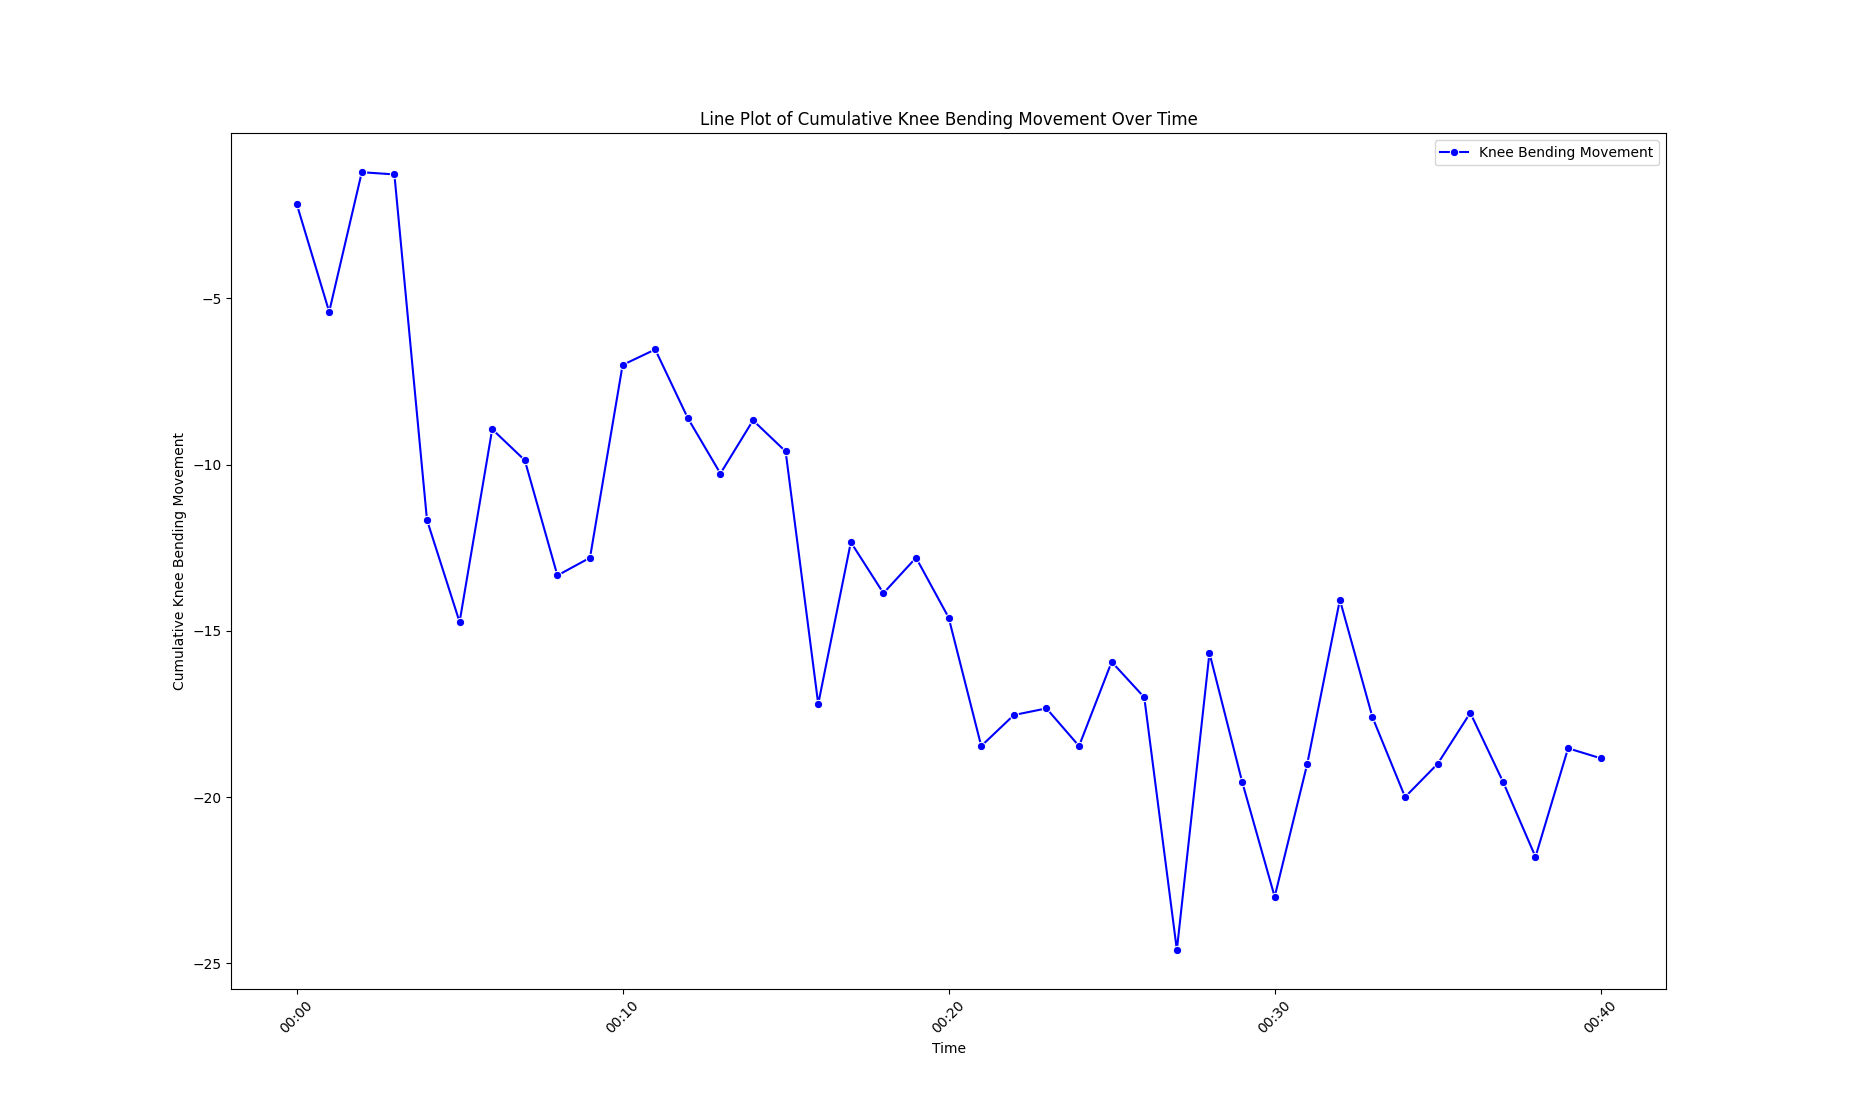 Line Plot of Cumulative Knee Bending Movement Over Time
Knee Bending Movement
Cumulative Knee Bending Movement
−5
−10
−15
−20
−25
00:00
00:10
00:20
00:30
00:40
Time